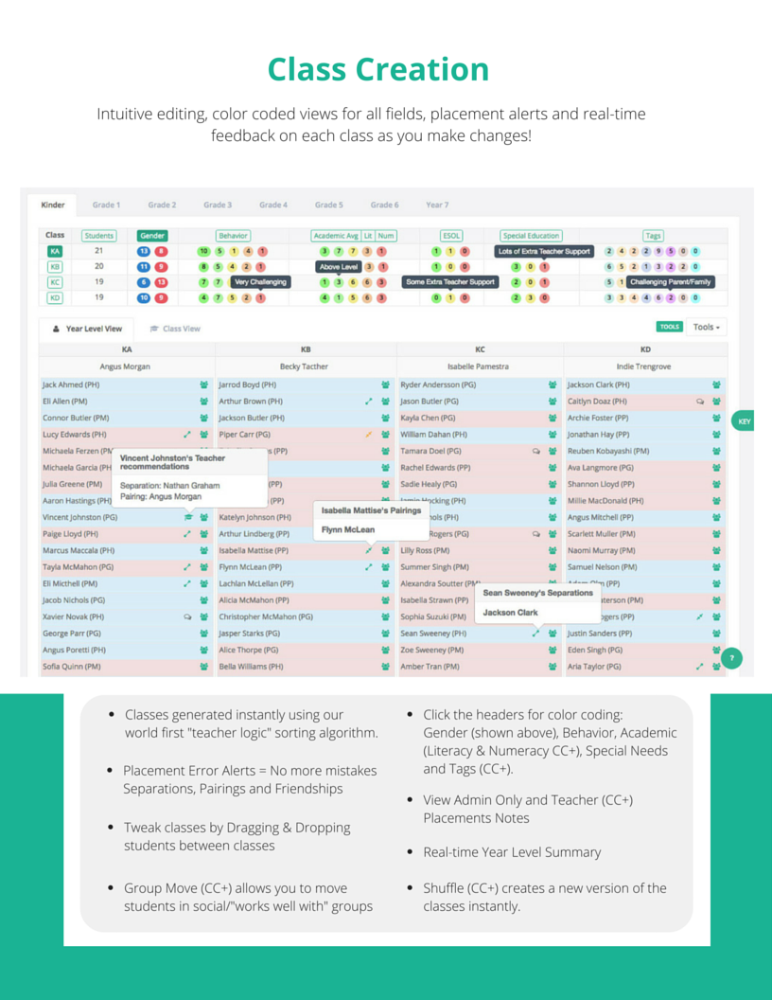 Class Creation
Intuitive editing, color coded views for all fields, placement alerts and real-time
feedback on each class as you make changes!
Kinder Grade 1 Grade 2 Grade 3 Grade 4 Grade 5 Grade 6 Year 7
Class Students Gender Behavior Academic Avg | Lit | Num ESOL Special Education Tags
KA 21 13 8 10 5 1 4 1 3 7 7 3 1 1 1 0 Lots of Extra Teacher Support 2 4 2 2 9 5 0 0
KB 20 11 9 8 5 4 2 1 Above Level 3 1 1 0 0 3 0 1 6 5 2 1 3 2 2 0
KC 19 6 13 7 7 Very Challenging 1 3 6 6 3 Some Extra Teacher Support 2 0 1 5 1 Challenging Parent/Family
KD 19 10 9 4 7 5 2 1 4 1 5 6 3 0 1 0 2 3 0 3 3 4 4 6 2 0 0
Year Level View Class View TOOLS Tools
KA KB KC KD
Angus Morgan Becky Tacther Isabelle Pamestra Indie Trengrove
Jack Ahmed (PH) Jarrod Boyd (PH) Ryder Andersson (PG) Jackson Clark (PH)
Eli Allen (PM) Arthur Brown (PH) Jason Butler (PG) Caitlyn Doaz (PH)
Connor Butler (PM) Jackson Butler (PH) Kayla Chen (PG) Archie Foster (PP)
KEY
Lucy Edwards (PH) Piper Carr (PG) William Dahan (PH) Jonathan Hay (PP)
Michaela Ferzen (PM s (PP) Tamara Doel (PG) Reuben Kobayashi (PM)
Vincent Johnston's Teacher
recommendations
Separation: Nathan Graham
Pairing: Angus Morgan
Michaela Garcia (PH Rachel Edwards (PP) Ava Langmore (PG)
Julia Greene (PM) (PP) Sadie Healy (PG) Shannon Lloyd (PP)
Aaron Hastings (PH) (PP) Hocking (PH) Millie MacDonald (PH)
Isabella Mattise's Pairings
Flynn McLean
Vincent Johnston (PG) Katelyn Johnson (PH) hols (PH) Angus Mitchell (PP)
Paige Lloyd (PH) Arthur Lindberg (PP) Rogers (PG) Scarlett Muller (PM)
Marcus Maccala (PH) Isabella Mattise (PP) Lilly Ross (PM) Naomi Murray (PM)
Tayla McMahon (PG) Flynn McLean (PP) Summer Singh (PM) Samuel Nelson (PM)
Eli Micthell (PM) Lachlan McLellan (PP) Alexandra Soutter (PM) (PP)
Sean Sweeney's Separations
Jackson Clark
Jacob Nichols (PG) Alicia McMahon (PP) Isabella Strawn (PP) aterson (PM)
Xavier Novak (PH) Christopher McMahon (PG) Sophia Suzuki (PM) ogers (PP)
George Parr (PG) Jasper Starks (PG) Sean Sweeney (PH) Justin Sanders (PP)
Angus Poretti (PH) Alice Thorpe (PG) Zoe Sweeney (PM) Eden Singh (PG)
?
Sofia Quinn (PM) Bella Williams (PH) Amber Tran (PM) Aria Taylor (PG)
• Classes generated instantly using our
world first "teacher logic" sorting algorithm.
• Placement Error Alerts = No more mistakes
Separations, Pairings and Friendships
• Tweak classes by Dragging & Dropping
students between classes
• Group Move (CC+) allows you to move
students in social/"works well with" groups
• Click the headers for color coding:
Gender (shown above), Behavior, Academic
(Literacy & Numeracy CC+), Special Needs
and Tags (CC+).
• View Admin Only and Teacher (CC+)
Placements Notes
• Real-time Year Level Summary
• Shuffle (CC+) creates a new version of the
classes instantly.